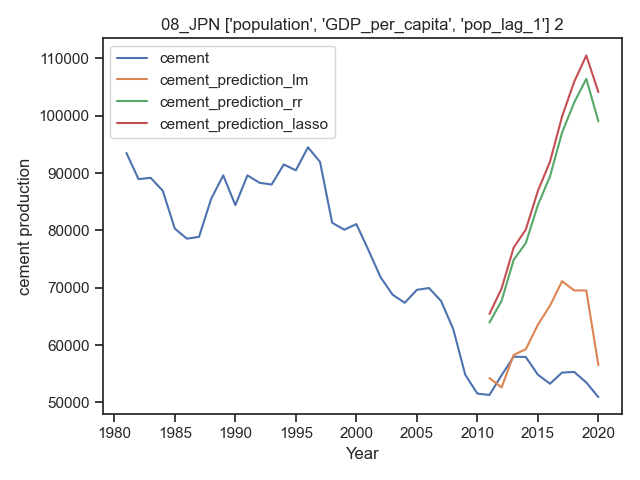 08_JPN ['population', 'GDP_per_capita', 'pop_lag_1'] 2
cement
cement_prediction_lm
cement_prediction_rr
cement_prediction_lasso
110000
100000
90000
80000
70000
60000
50000
cement production
1980 1985 1990 1995 2000 2005 2010 2015 2020
Year